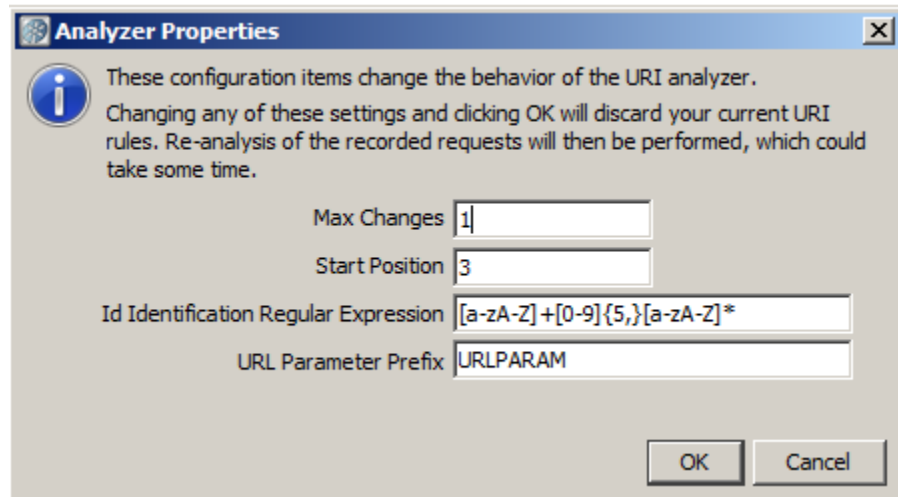 Analyzer Properties
These configuration items change the behavior of the URI analyzer.
Changing any of these settings and clicking OK will discard your current URI
rules. Re-analysis of the recorded requests will then be performed, which could
take some time.
Max Changes 1
Start Position 3
Id Identification Regular Expression [a-zA-Z]+[0-9]{5,}[a-zA-Z]*
URL Parameter Prefix URLPARAM
OK Cancel